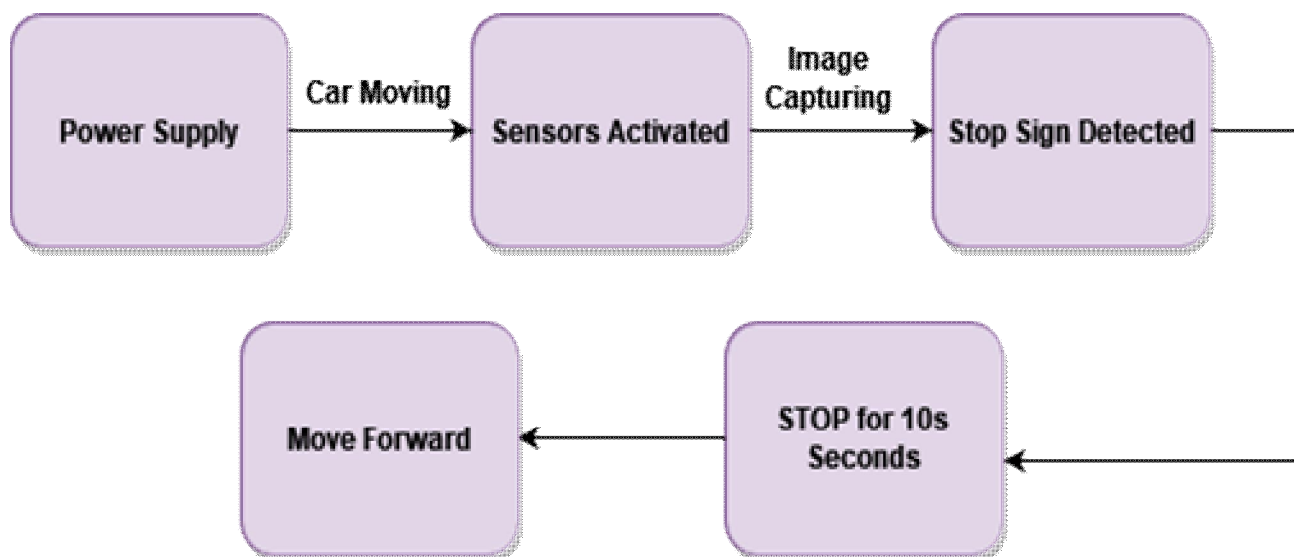 Power Supply
Car Moving
Sensors Activated
Image
Capturing
Stop Sign Detected
Move Forward
STOP for 10s
Seconds